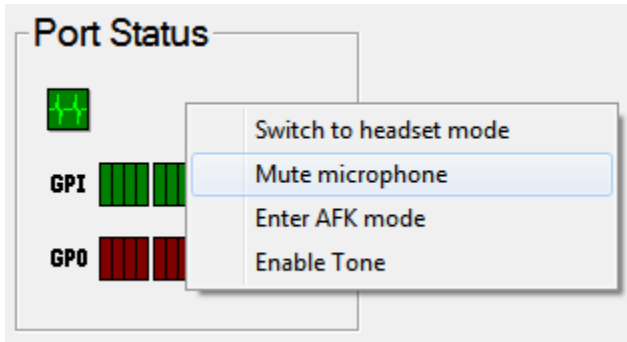 Port Status
Switch to headset mode
Mute microphone
GPI
Enter AFK mode
GPO
Enable Tone